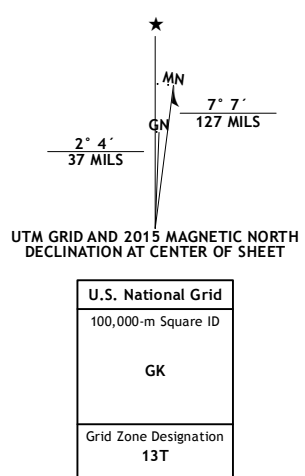 ★
MN
GN
7° 7´
127 MILS
2° 4´
37 MILS
UTM GRID AND 2015 MAGNETIC NORTH
DECLINATION AT CENTER OF SHEET
U.S. National Grid
100,000-m Square ID
GK
Grid Zone Designation
13T